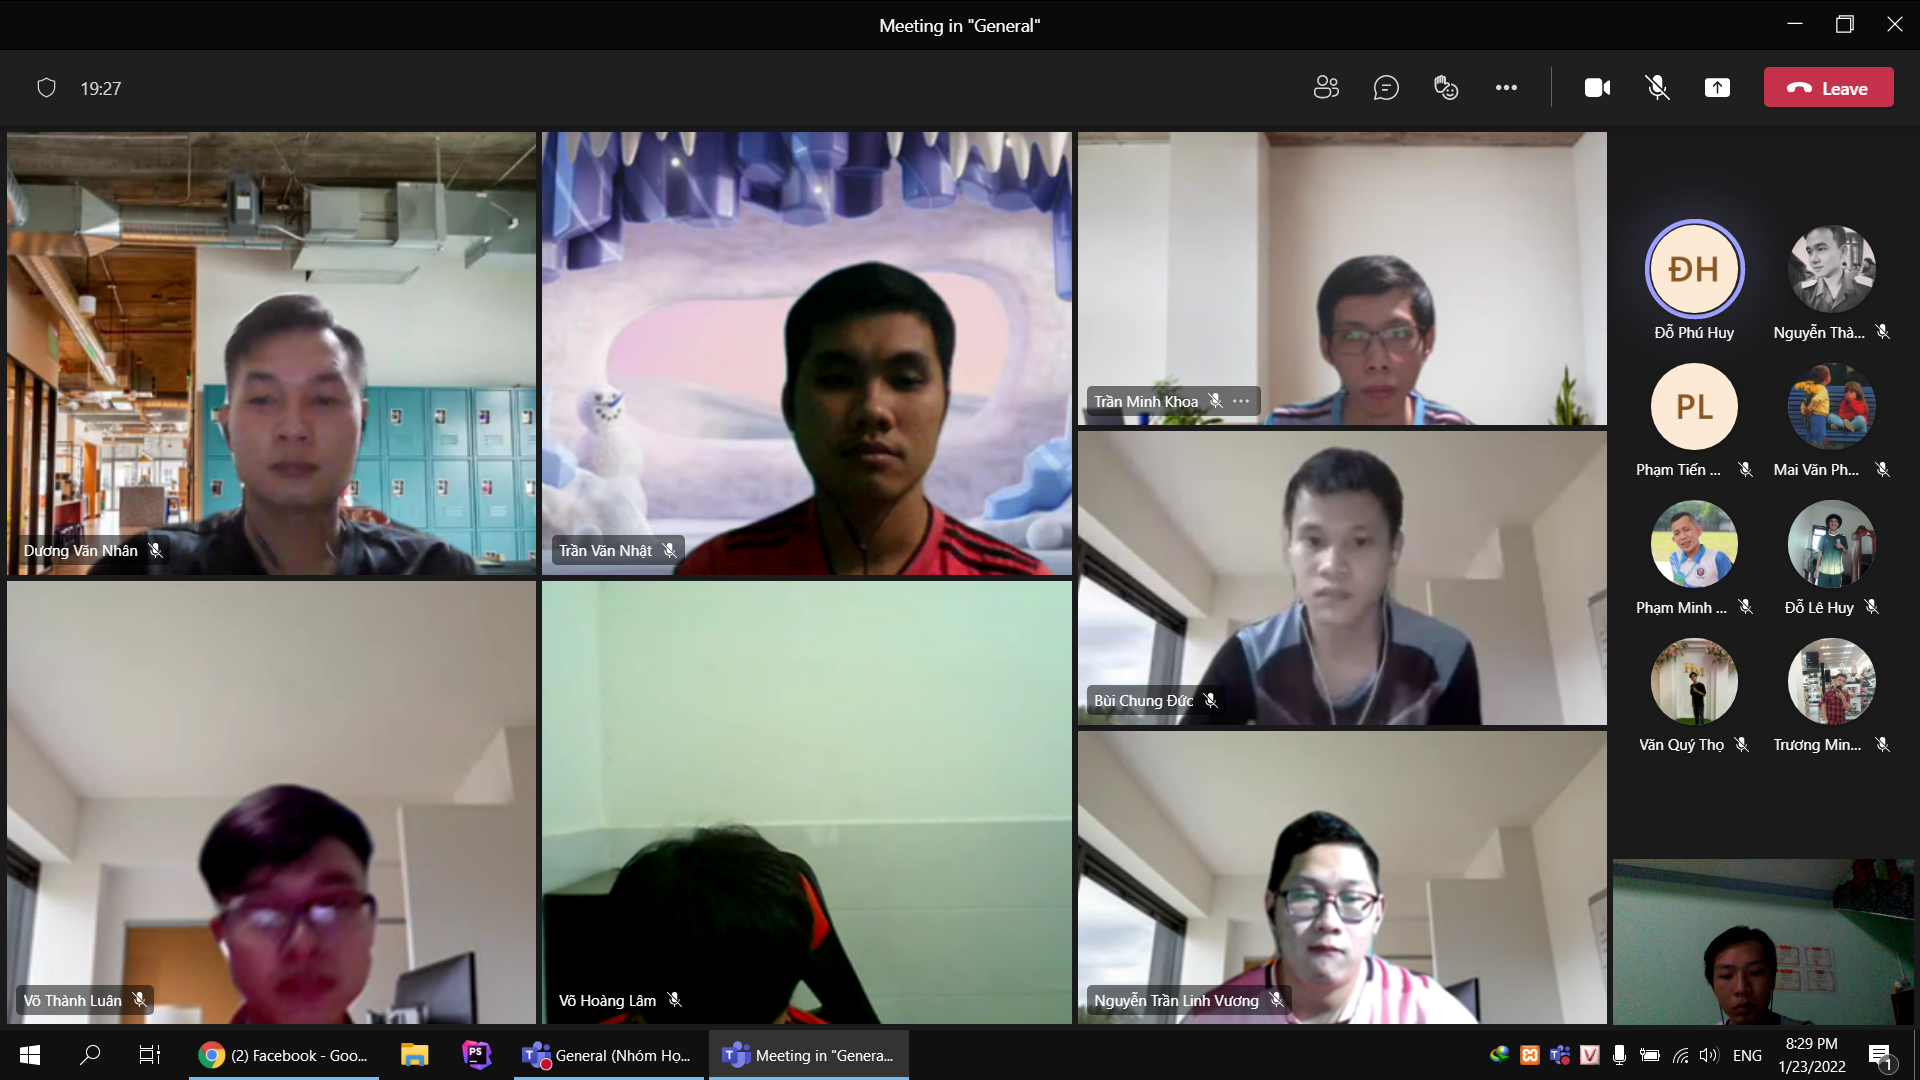 Meeting in "General"
19:27
Leave
Dương Văn Nhân
Trần Văn Nhật
Trần Minh Khoa
Bùi Chung Đức
Võ Thành Luân
Võ Hoàng Lâm
Nguyễn Trần Linh Vương
ĐH
Đỗ Phú Huy
Nguyễn Thà...
PL
Phạm Tiến ...
Mai Văn Ph...
Phạm Minh ...
Đỗ Lê Huy
Văn Quý Thọ
Trương Min...
(2) Facebook - Goo...
PS
General (Nhóm Họ...
Meeting in "Genera...
ENG
8:29 PM
1/23/2022
1